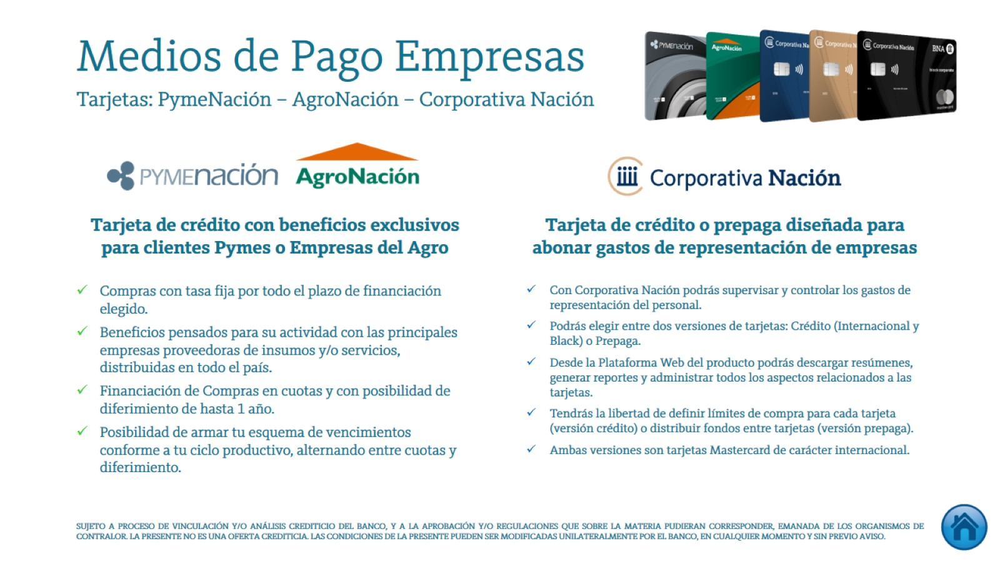 Medios de Pago Empresas
Tarjetas: PymeNación – AgroNación – Corporativa Nación
PYMEnación
AgroNación
Corporativa Na
Corporativa N
Corporativa Nación
BNA
black corporate
mastercard
PYMEnación
AgroNación
Corporativa Nación
Tarjeta de crédito con beneficios exclusivos
para clientes Pymes o Empresas del Agro
Compras con tasa fija por todo el plazo de financiación
elegido.
Beneficios pensados para su actividad con las principales
empresas proveedoras de insumos y/o servicios,
distribuidas en todo el país.
Financiación de Compras en cuotas y con posibilidad de
diferimiento de hasta 1 año.
Posibilidad de armar tu esquema de vencimientos
conforme a tu ciclo productivo, alternando entre cuotas y
diferimiento.
Tarjeta de crédito o prepaga diseñada para
abonar gastos de representación de empresas
Con Corporativa Nación podrás supervisar y controlar los gastos de
representación del personal.
Podrás elegir entre dos versiones de tarjetas: Crédito (Internacional y
Black) o Prepaga.
Desde la Plataforma Web del producto podrás descargar resúmenes,
generar reportes y administrar todos los aspectos relacionados a las
tarjetas.
Tendrás la libertad de definir límites de compra para cada tarjeta
(versión crédito) o distribuir fondos entre tarjetas (versión prepaga).
Ambas versiones son tarjetas Mastercard de carácter internacional.
SUJETO A PROCESO DE VINCULACIÓN Y/O ANÁLISIS CREDITICIO DEL BANCO, Y A LA APROBACIÓN Y/O REGULACIONES QUE SOBRE LA MATERIA PUDIERAN CORRESPONDER, EMANADA DE LOS ORGANISMOS DE
CONTRALOR. LA PRESENTE NO ES UNA OFERTA CREDITICIA. LAS CONDICIONES DE LA PRESENTE PUEDEN SER MODIFICADAS UNILATERALMENTE POR EL BANCO, EN CUALQUIER MOMENTO Y SIN PREVIO AVISO.